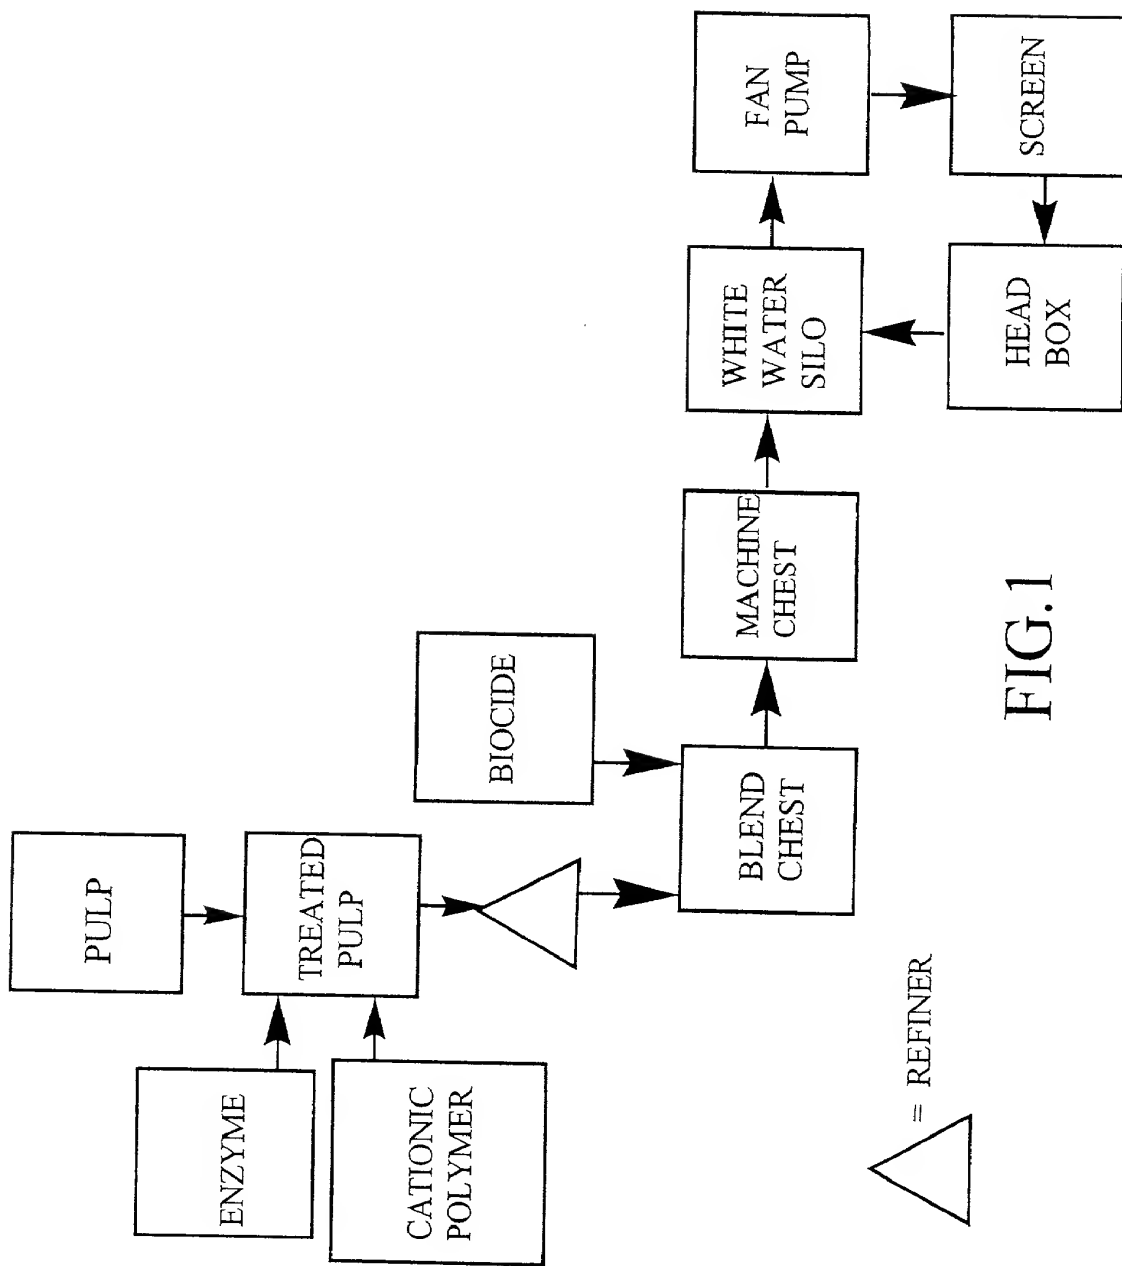 PULP
ENZYME
TREATED
PULP
CATIONIC
POLYMER
= REFINER
BIOCIDE
BLEND
CHEST
MACHINE
CHEST
WHITE
WATER
SILO
FAN
PUMP
SCREEN
HEAD
BOX
FIG.1